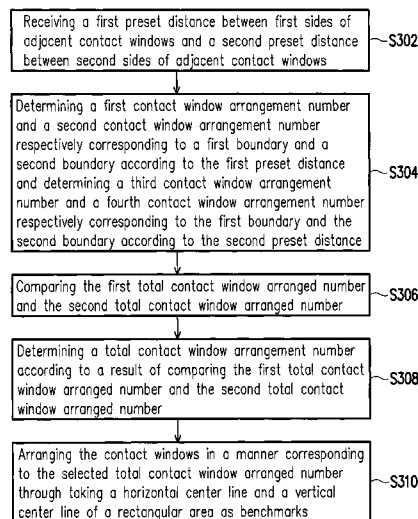 Receiving a first preset distance between first sides of
adjacent contact windows and a second preset distance
between second sides of adjacent contact windows
S302
Determining a first contact window arrangement number
and a second contact window arrangement number
respectively corresponding to a first boundary and a
second boundary according to the first preset distance
and determining a third contact window arrangement
number and a fourth contact window arrangement number
respectively corresponding to the first boundary and the
second boundary according to the second preset distance
S304
Comparing the first total contact window arranged number
and the second total contact window arranged number
S306
Determining a total contact window arrangement number
according to a result of comparing the first total contact
window arranged number and the second total contact
window arranged number
S308
Arranging the contact windows in a manner corresponding
to the selected total contact window arranged number
through taking a horizontal center line and a vertical
center line of a rectangular area as benchmarks
S310